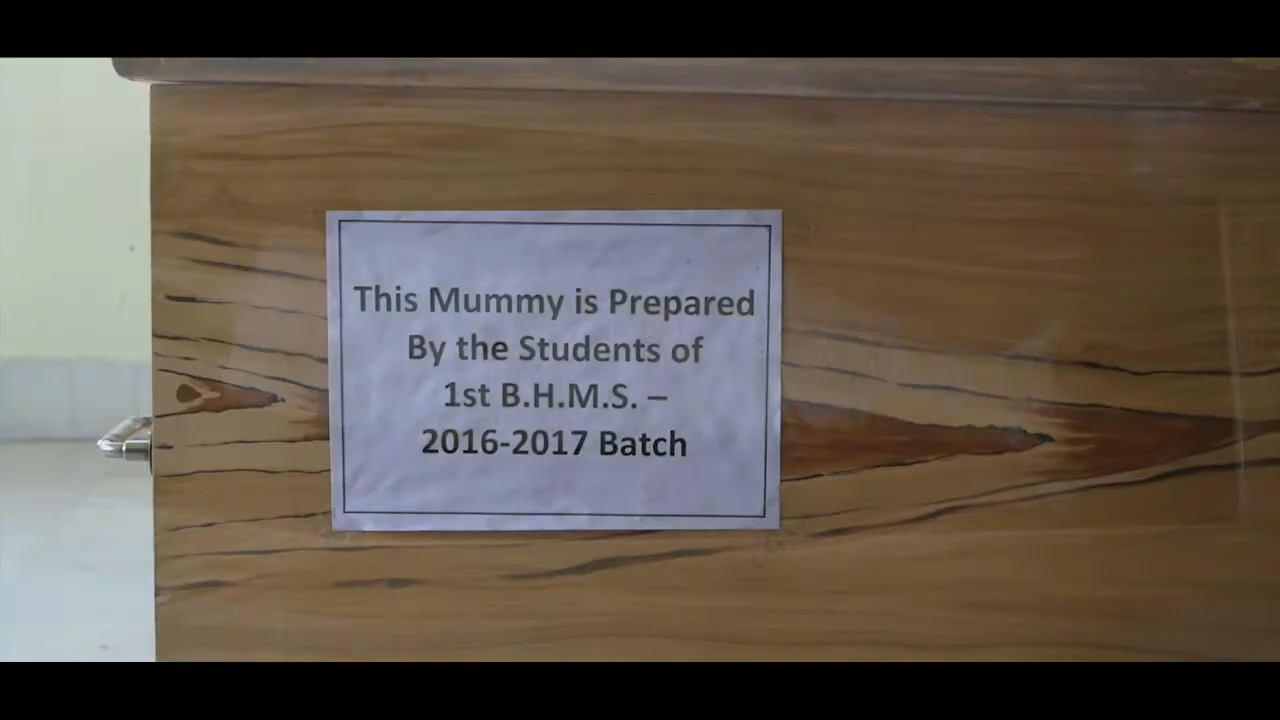 This Mummy is Prepared
By the Students of
1st B.H.M.S. –
2016-2017 Batch